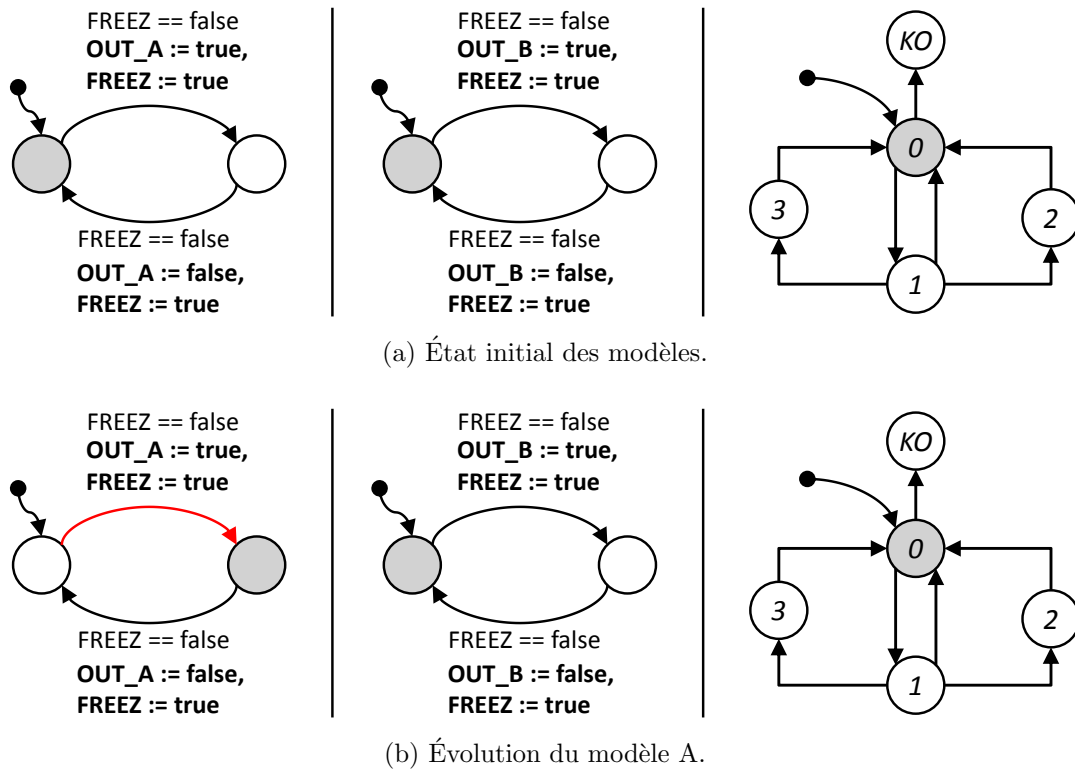 FREEZ == false
OUT_A := true,
FREEZ := true
FREEZ == false
OUT_A := false,
FREEZ := true
FREEZ == false
OUT_B := true,
FREEZ := true
FREEZ == false
OUT_B := false,
FREEZ := true
KO
0
3
2
1
(a) État initial des modèles.
FREEZ == false
OUT_A := true,
FREEZ := true
FREEZ == false
OUT_A := false,
FREEZ := true
FREEZ == false
OUT_B := true,
FREEZ := true
FREEZ == false
OUT_B := false,
FREEZ := true
KO
0
3
2
1
(b) Évolution du modèle A.